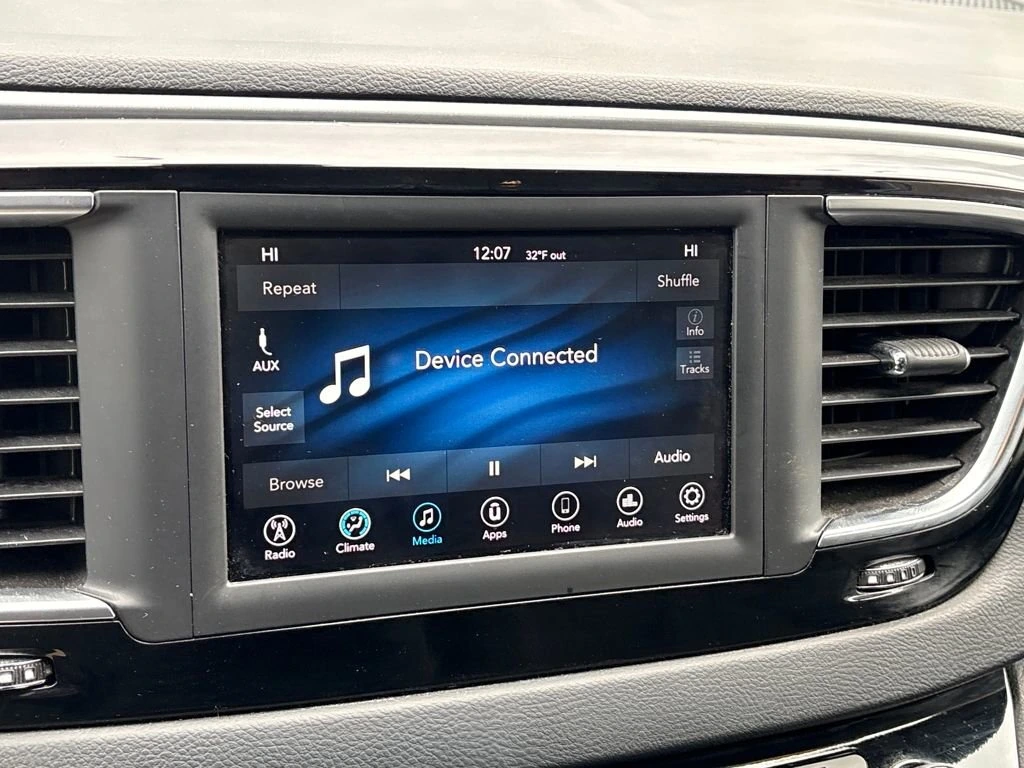 HI 12:07 32°F out HI
Repeat Shuffle
Info
AUX Device Connected
Tracks
Select
Source
Browse Audio
Radio Climate Media Apps Phone Audio Settings